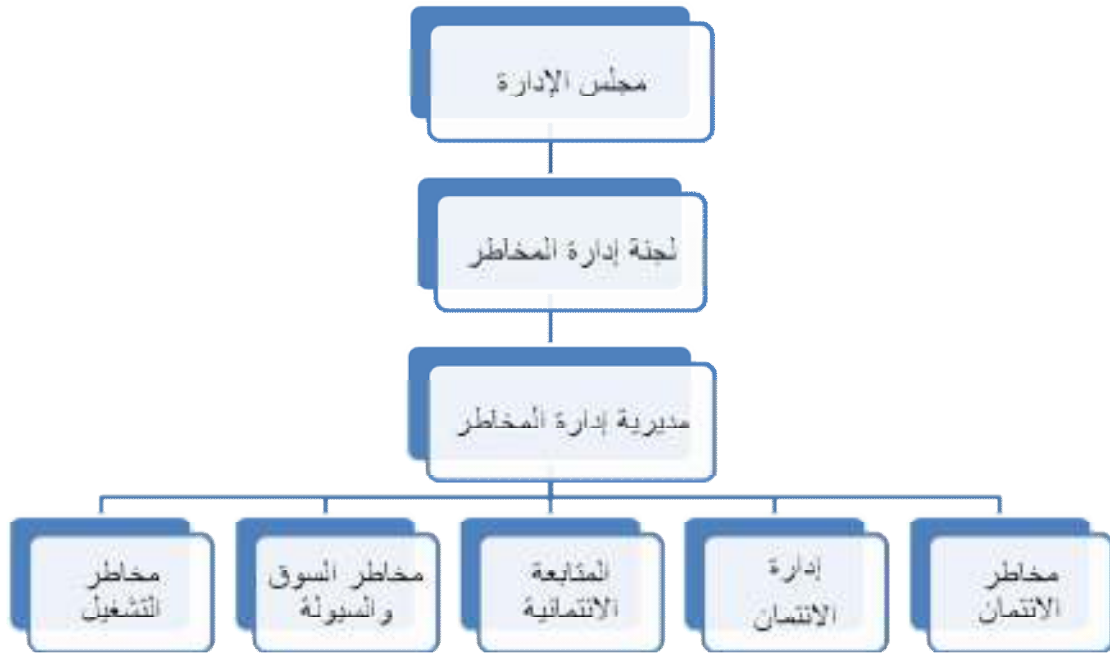 مجلس الإدارة
لجنة إدارة المخاطر
مديرية إدارة المخاطر
مخاطر
الائتمان
إدارة
الائتمان
المتابعة
الائتمانية
مخاطر السوق
والسيولة
مخاطر
التشغيل